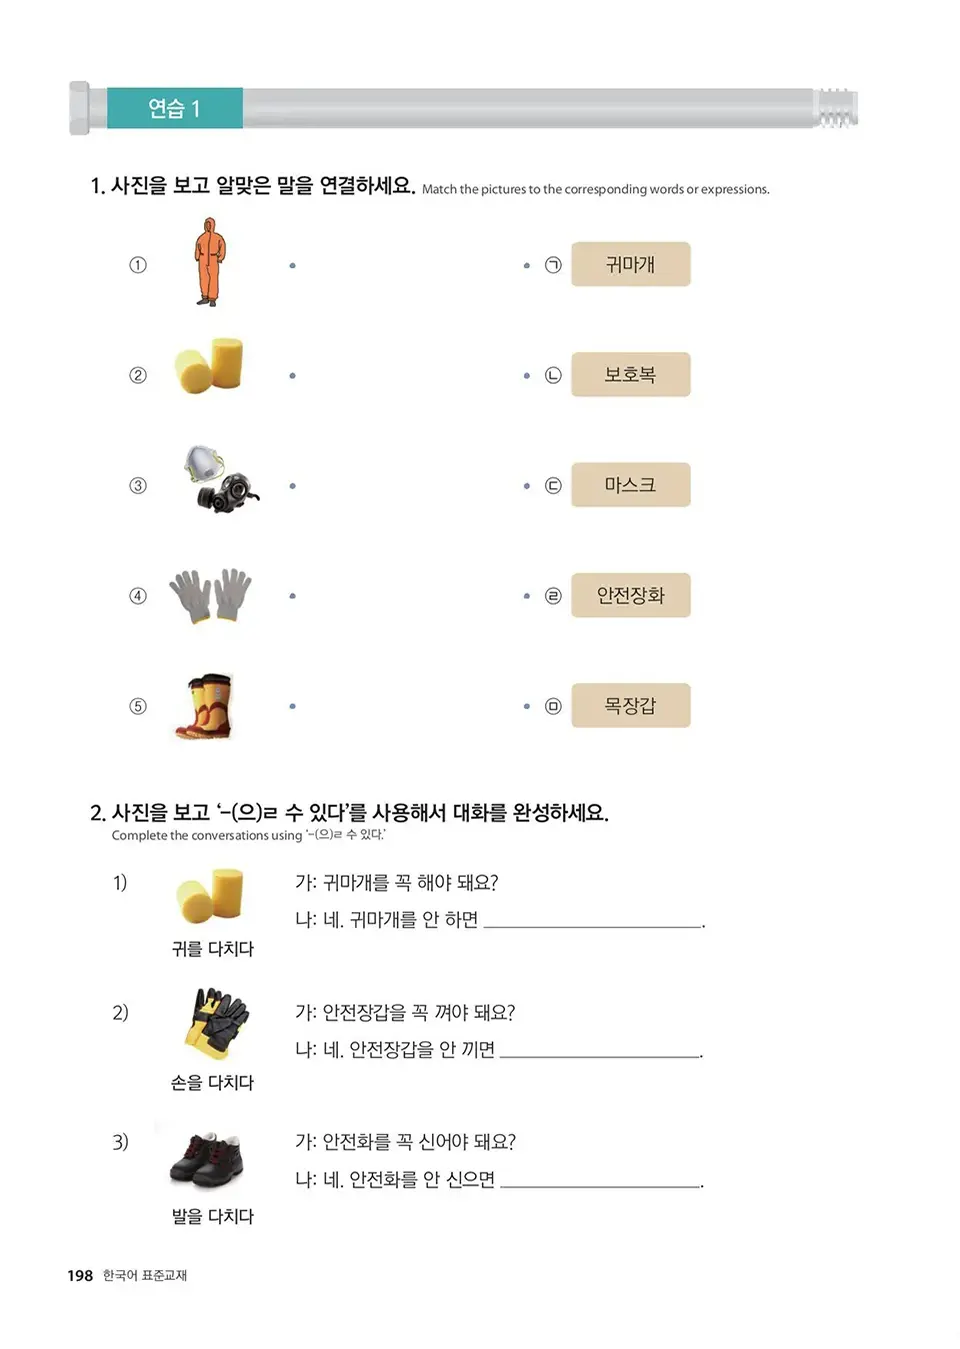 연습 1
1. 사진을 보고 알맞은 말을 연결하세요. Match the pictures to the corresponding words or expressions.
① ㉠ 귀마개
② ㉡ 보호복
③ ㉢ 마스크
④ ㉣ 안전장화
⑤ ㉤ 목장갑
2. 사진을 보고 ‘-(으)ㄹ 수 있다’를 사용해서 대화를 완성하세요.
Complete the conversations using ‘-(으)ㄹ 수 있다.’
1) 가: 귀마개를 꼭 해야 돼요?
나: 네. 귀마개를 안 하면 ______________________.
귀를 다치다
2) 가: 안전장갑을 꼭 껴야 돼요?
나: 네. 안전장갑을 안 끼면 ____________________.
손을 다치다
3) 가: 안전화를 꼭 신어야 돼요?
나: 네. 안전화를 안 신으면 ____________________.
발을 다치다
198 한국어 표준교재